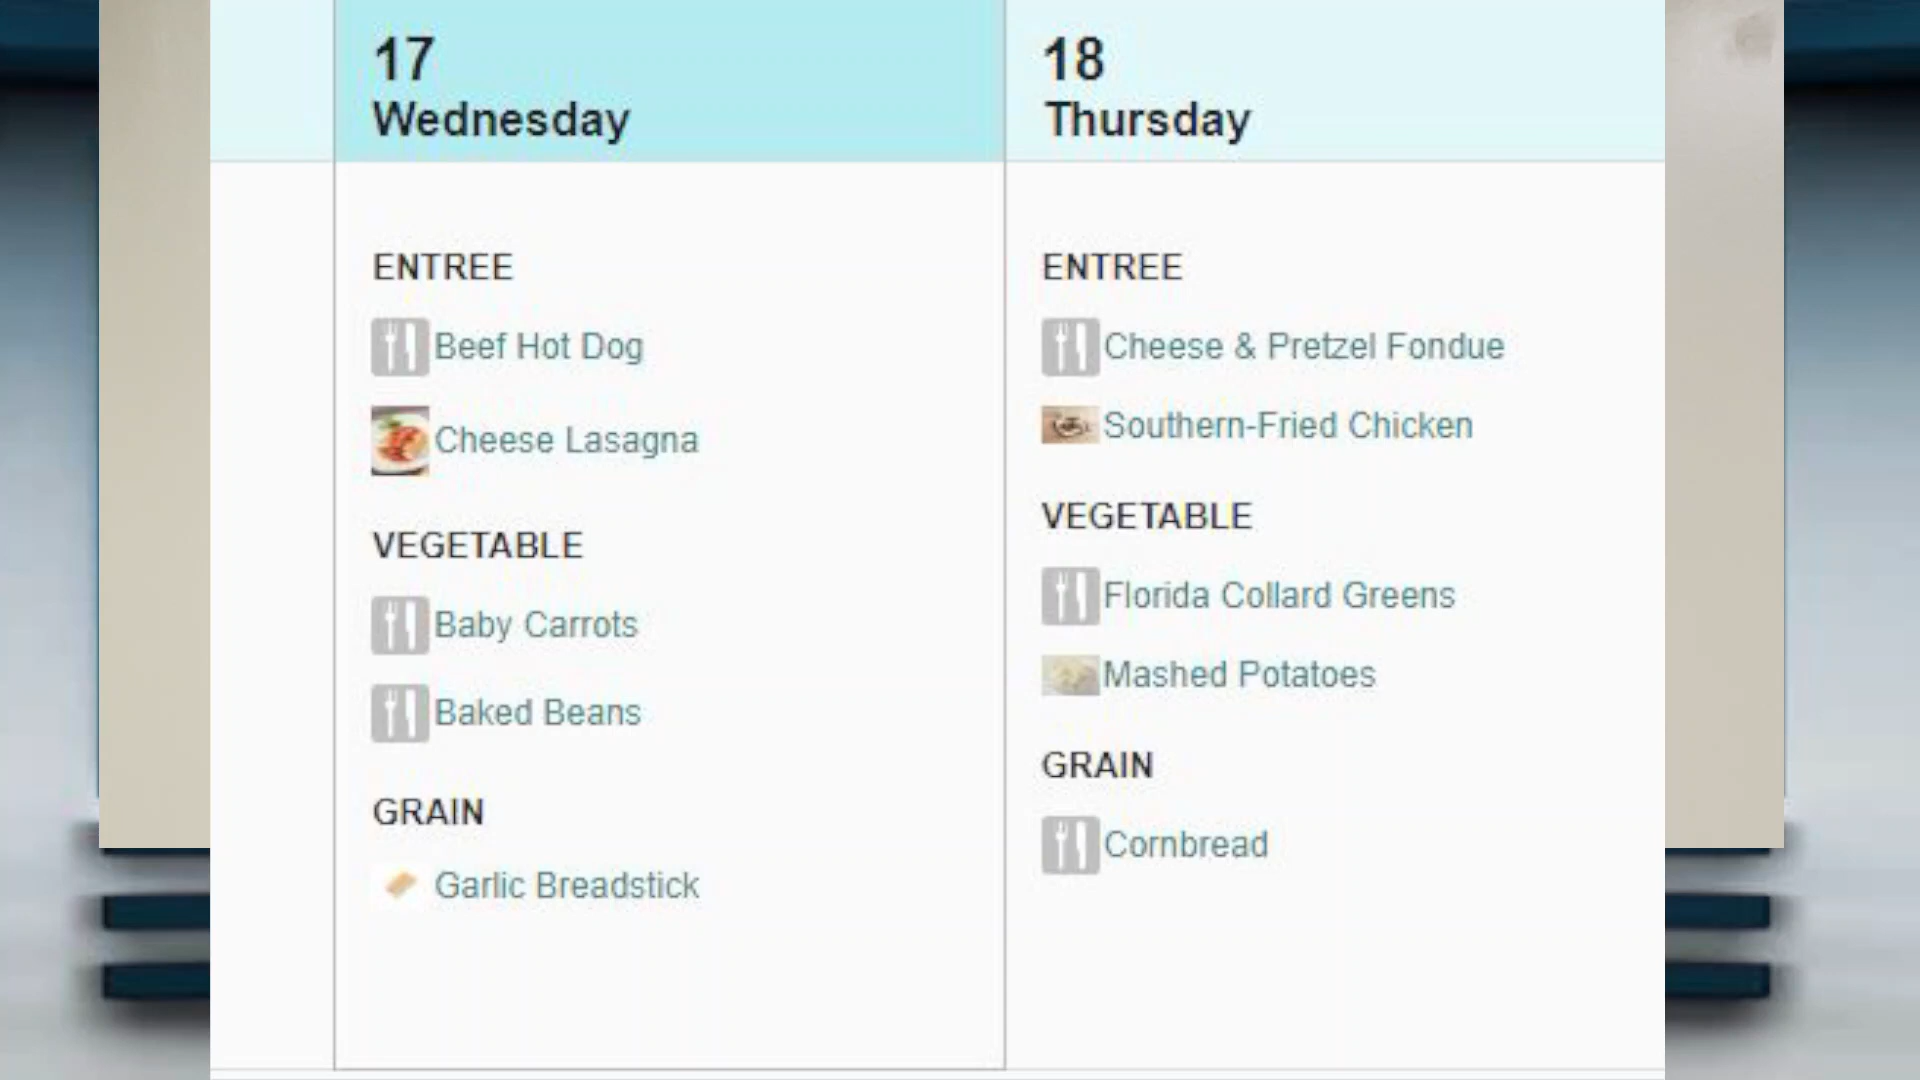 17
Wednesday
ENTREE
Beef Hot Dog
Cheese Lasagna
VEGETABLE
Baby Carrots
Baked Beans
GRAIN
Garlic Breadstick
18
Thursday
ENTREE
Cheese & Pretzel Fondue
Southern-Fried Chicken
VEGETABLE
Florida Collard Greens
Mashed Potatoes
GRAIN
Cornbread